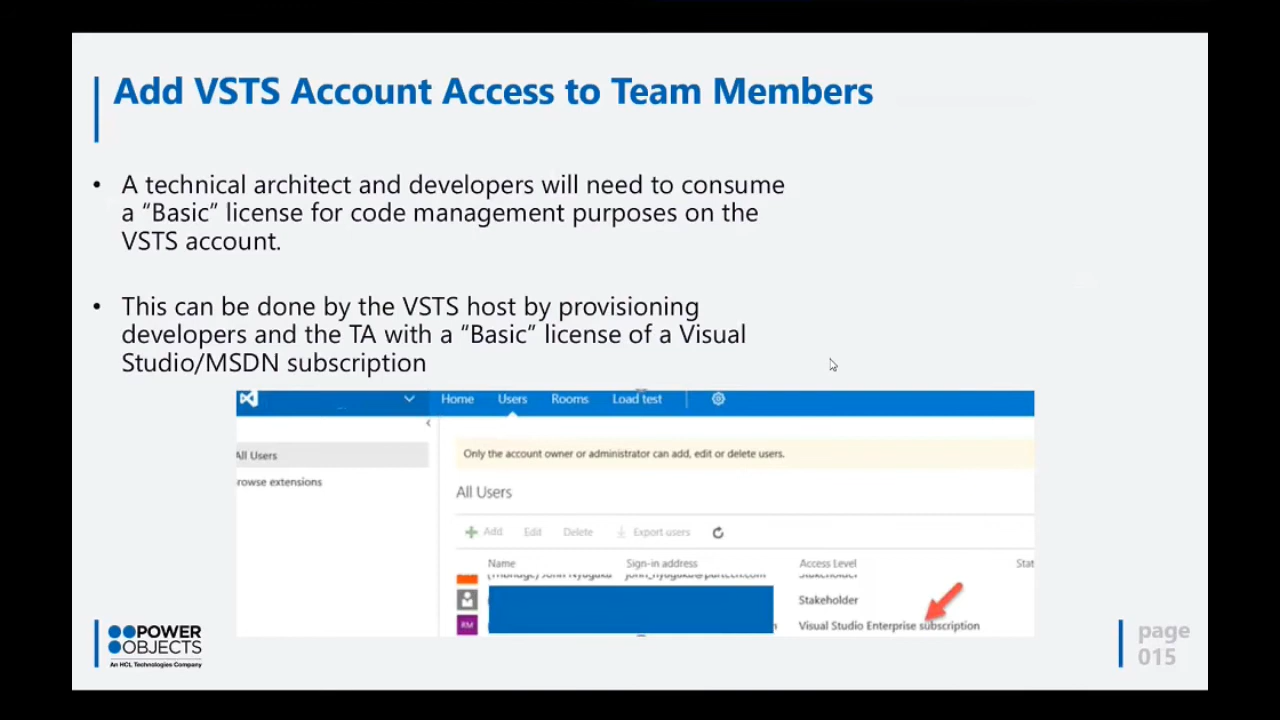 Add VSTS Account Access to Team Members
• A technical architect and developers will need to consume
a “Basic” license for code management purposes on the
VSTS account.
• This can be done by the VSTS host by provisioning
developers and the TA with a “Basic” license of a Visual
Studio/MSDN subscription
Home Users Rooms Load test
All Users
rowse extensions
Only the account owner or administrator can add, edit or delete users.
All Users
Add Edit Delete Export users
Name Sign-in address Access Level Stat
Stakeholder
Stakeholder
RM Visual Studio Enterprise subscription
POWER
OBJECTS
An HCL Technologies Company
page
015